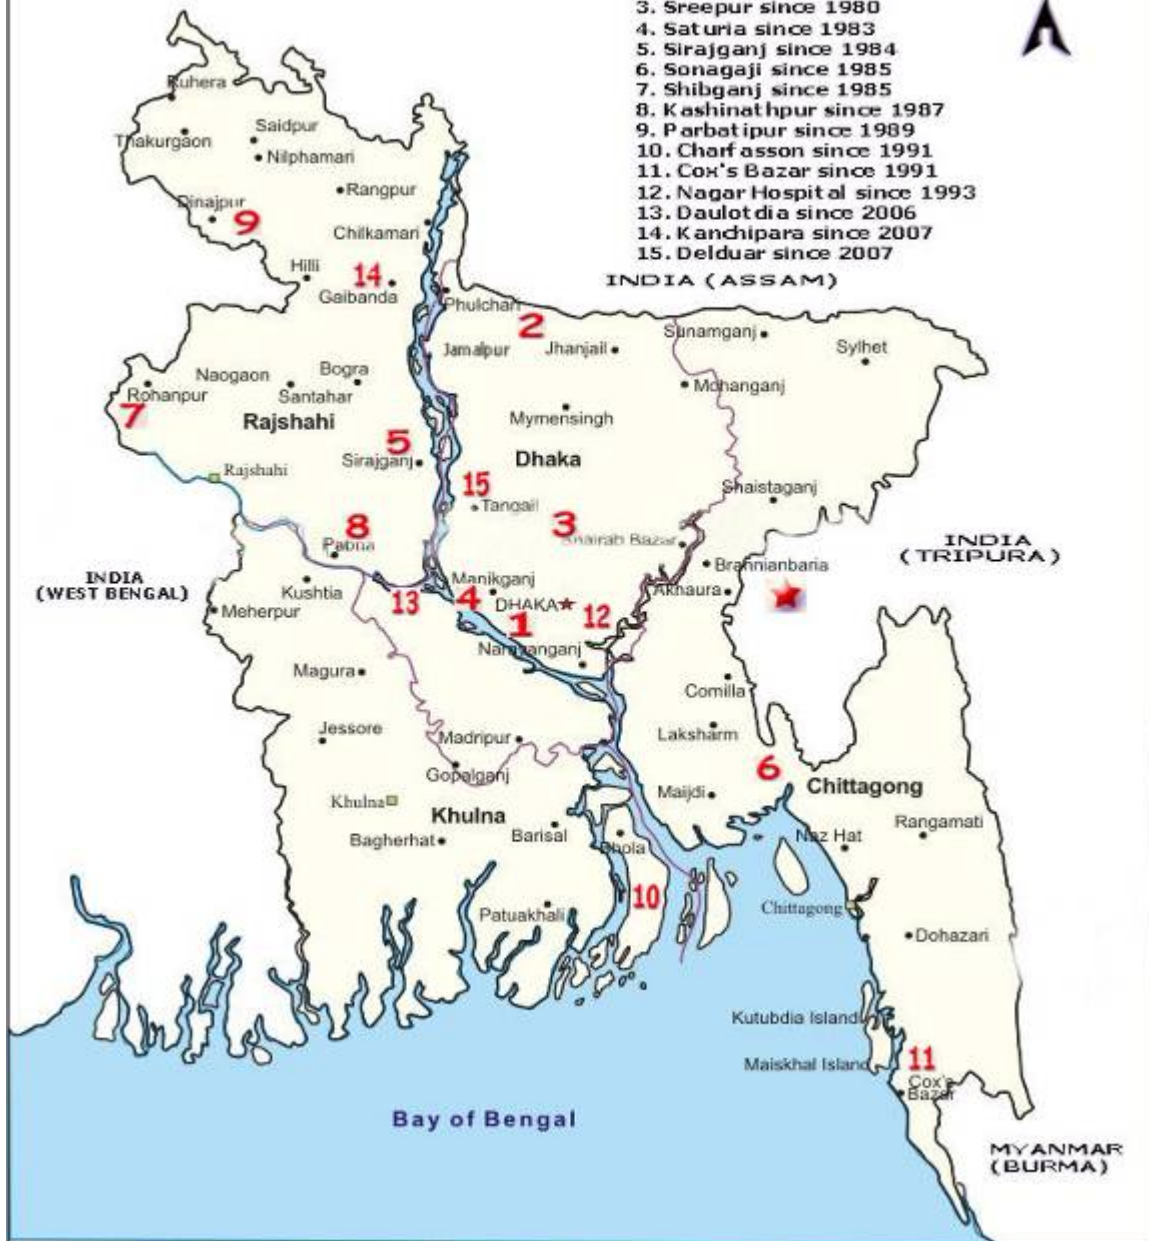 3. Sreepur since 1980
4. Saturia since 1983
5. Sirajganj since 1984
6. Sonagaji since 1985
7. Shibganj since 1985
8. Kashinathpur since 1987
9. Parbatipur since 1989
10. Charfasson since 1991
11. Cox's Bazar since 1991
12. Nagar Hospital since 1993
13. Daulotdia since 2006
14. Kanchipara since 2007
15. Delduar since 2007
INDIA (ASSAM)
Ruhera
Thakurgaon
Saidpur
Nilphamari
Rangpur
Dinajpur
9
Chilkamari
Hilli
14
Gaibanda
Phulchari
2
Sunamganj
Jamalpur
Jhanjail
Sylhet
Naogaon
Bogra
Rohanpur
Santahar
Mohanganj
7
Rajshahi
Mymensingh
5
Sirajganj
Dhaka
Rajshahi
15
Tangail
Shaistaganj
8
3
Pabna
Bhairab Bazar
INDIA
(TRIPURA)
Brahnianbaria
INDIA
(WEST BENGAL)
Kushtia
Manikganj
Akhaura
Meherpur
13
4
DHAKA
12
1
Narayanganj
Magura
Comilla
Jessore
Madripur
Laksharm
Gopalganj
6
Chittagong
Khulna
Maijdi
Khulna
Barisal
Rangamati
Bagherhat
Bhola
Naz Hat
10
Patuakhali
Chittagong
Dohazari
Kutubdia Island
Maiskhal Island
11
Cox's
Bazar
Bay of Bengal
MYANMAR
(BURMA)